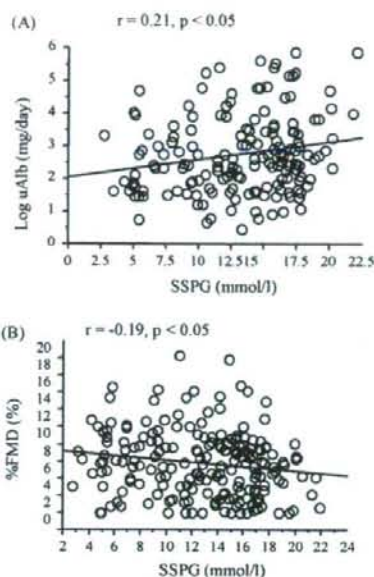 (A)
r = 0.21, p < 0.05
6
5
4
3
2
1
0
Log uAlb (mg/day)
0 2.5 5 7.5 10 12.5 15 17.5 20 22.5
SSPG (mmol/l)
(B)
r = -0.19, p < 0.05
20
18
16
14
12
10
8
6
4
2
0
%FMD (%)
2 4 6 8 10 12 14 16 18 20 22 24
SSPG (mmol/l)